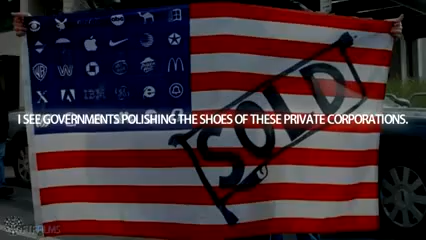 I SEE GOVERNMENTS POLISHING THE SHOES OF THESE PRIVATE CORPORATIONS.
SOLD